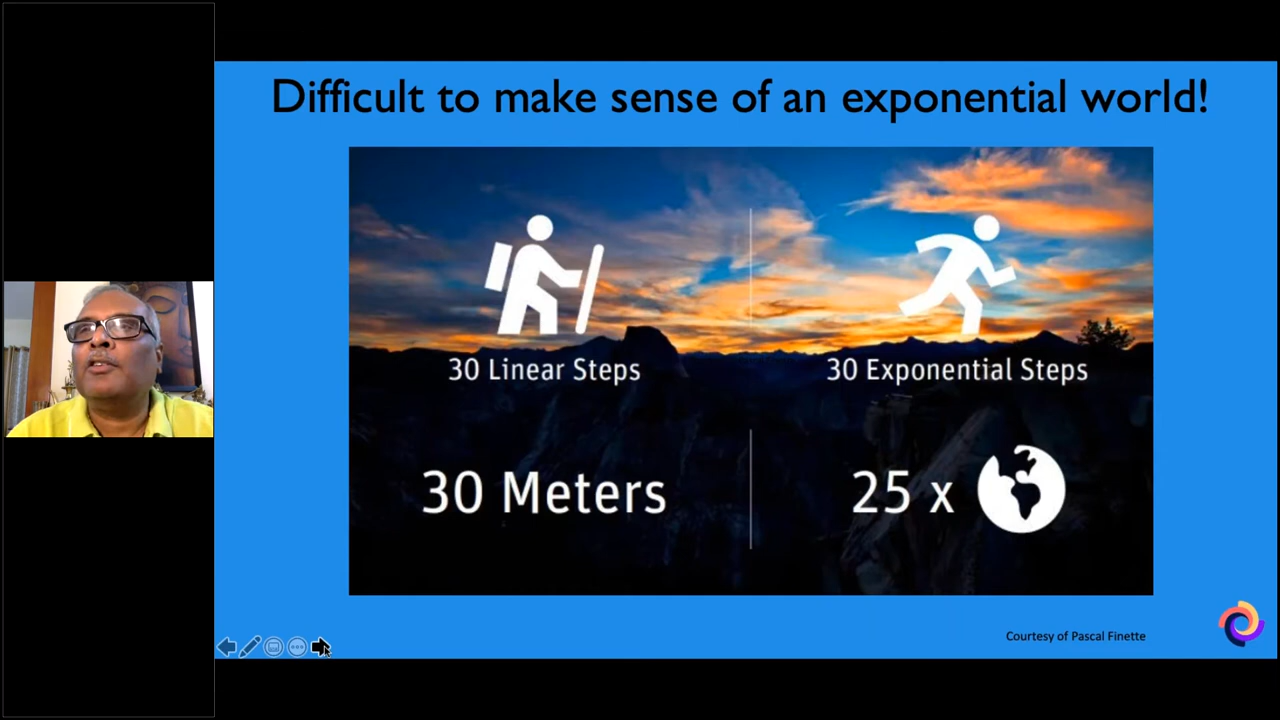 Difficult to make sense of an exponential world!
30 Linear Steps
30 Exponential Steps
30 Meters
25 x
Courtesy of Pascal Finette